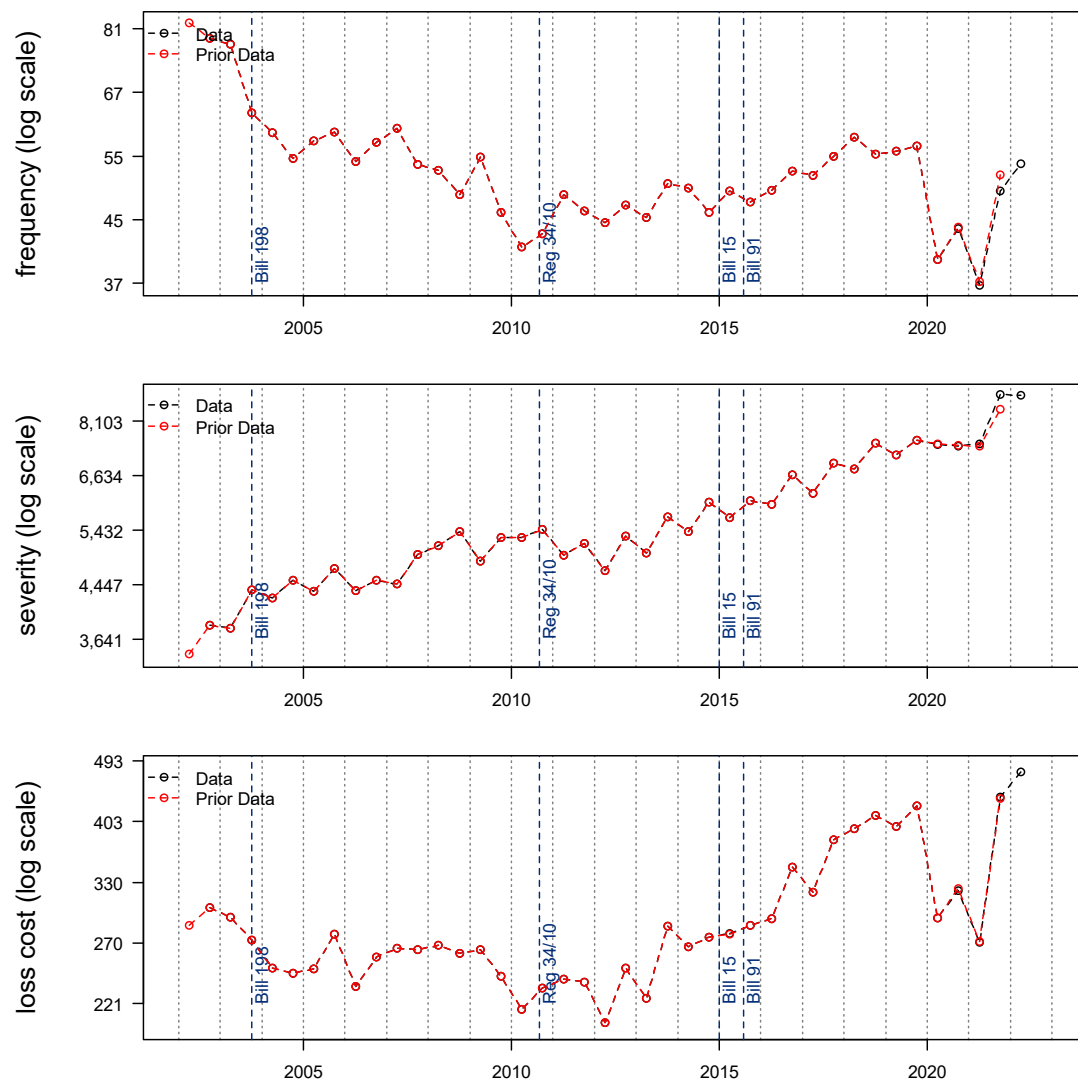 frequency (log scale)
81
67
55
45
37
Data
Prior Data
Bill 198
Reg 34/10
Bill 15
Bill 91
2005
2010
2015
2020
severity (log scale)
8,103
6,634
5,432
4,447
3,641
Data
Prior Data
Bill 198
Reg 34/10
Bill 15
Bill 91
2005
2010
2015
2020
loss cost (log scale)
493
403
330
270
221
Data
Prior Data
Bill 198
Reg 34/10
Bill 15
Bill 91
2005
2010
2015
2020